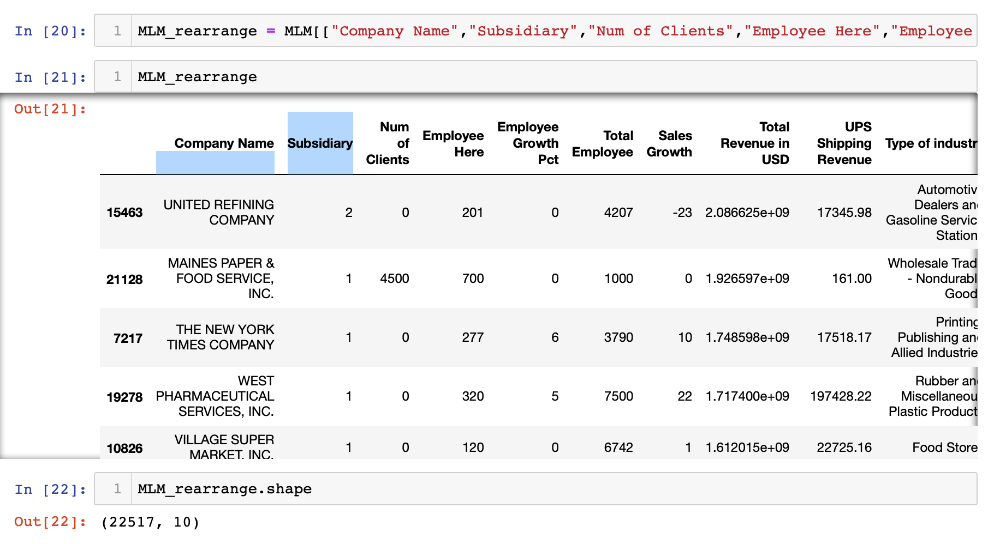 In [20]: 1 MLM_rearrange = MLM[["Company Name","Subsidiary","Num of Clients","Employee Here","Employee
In [21]: 1 MLM_rearrange
Out[21]:
Company Name Subsidiary Num of Clients Employee Here Employee Growth Pct Total Employee Sales Growth Total Revenue in USD UPS Shipping Revenue Type of industr
15463 UNITED REFINING COMPANY 2 0 201 0 4207 -23 2.086625e+09 17345.98 Automotiv Dealers an Gasoline Servic Station
21128 MAINES PAPER & FOOD SERVICE, INC. 1 4500 700 0 1000 0 1.926597e+09 161.00 Wholesale Trad - Nondurabl Good
7217 THE NEW YORK TIMES COMPANY 1 0 277 6 3790 10 1.748598e+09 17518.17 Printing Publishing an Allied Industrie
19278 WEST PHARMACEUTICAL SERVICES, INC. 1 0 320 5 7500 22 1.717400e+09 197428.22 Rubber an Miscellaneou Plastic Product
10826 VILLAGE SUPER MARKET, INC. 1 0 120 0 6742 1 1.612015e+09 22725.16 Food Store
In [22]: 1 MLM_rearrange.shape
Out[22]: (22517, 10)